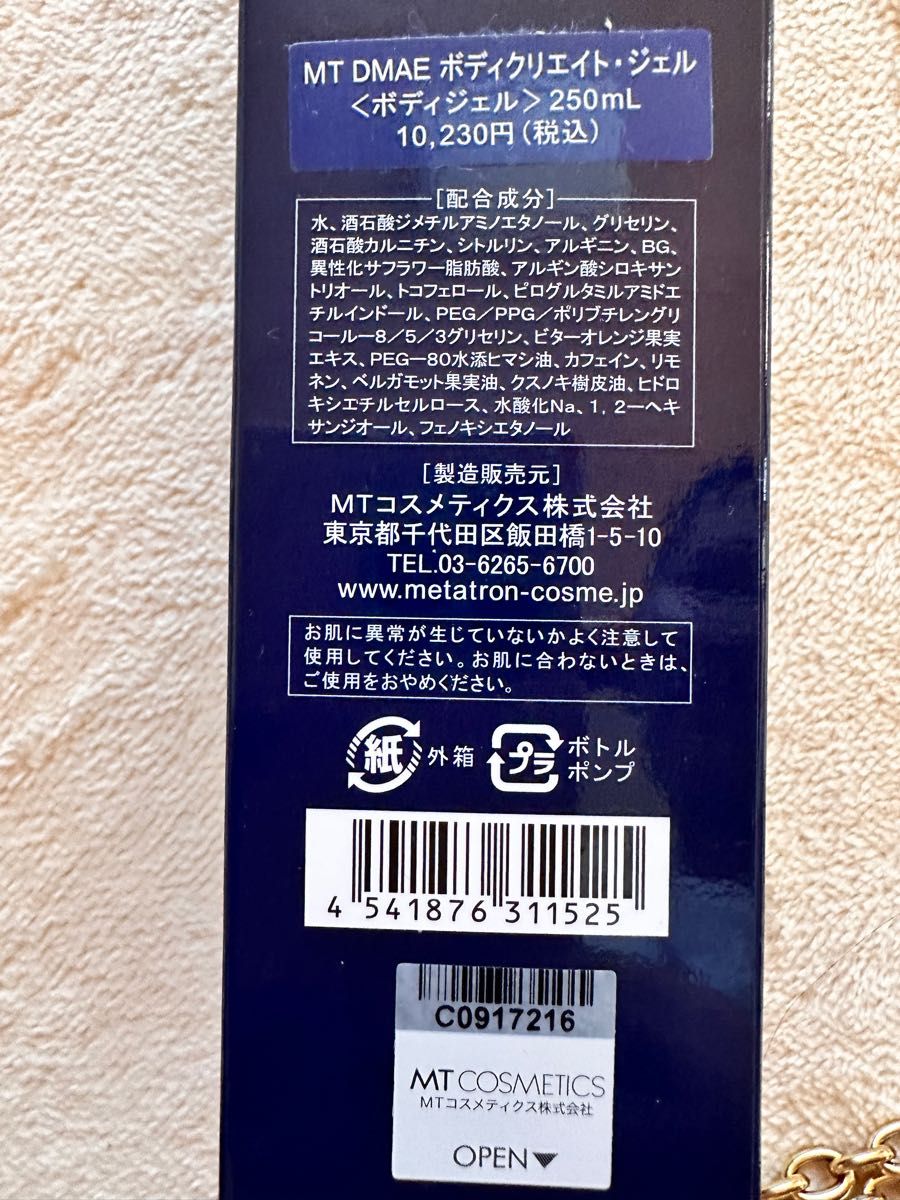 MT DMAE ボディクリエイト・ジェル
＜ボディジェル＞250mL
10,230円(税込)
[配合成分]
水、酒石酸ジメチルアミノエタノール、グリセリン、
酒石酸カルニチン、シトルリン、アルギニン、BG、
異性化サフラワー脂肪酸、アルギン酸シロキサン
トリオール、トコフェロール、ピログルタミルアミドエ
チルインドール、PEG／PPG／ポリブチレングリ
コールー8／5／3グリセリン、ビターオレンジ果実
エキス、PEGー80水添ヒマシ油、カフェイン、リモ
ネン、ベルガモット果実油、クスノキ樹皮油、ヒドロ
キシエチルセルロース、水酸化Na、1，2ーヘキ
サンジオール、フェノキシエタノール
[製造販売元]
MTコスメティクス株式会社
東京都千代田区飯田橋1-5-10
TEL.03-6265-6700
www.metatron-cosme.jp
お肌に異常が生じていないかよく注意して
使用してください。お肌に合わないときは、
ご使用をおやめください。
紙 外箱 プラ ボトル
ポンプ
4 541876 311525
C0917216
MT COSMETICS
MTコスメティクス株式会社
OPEN▼